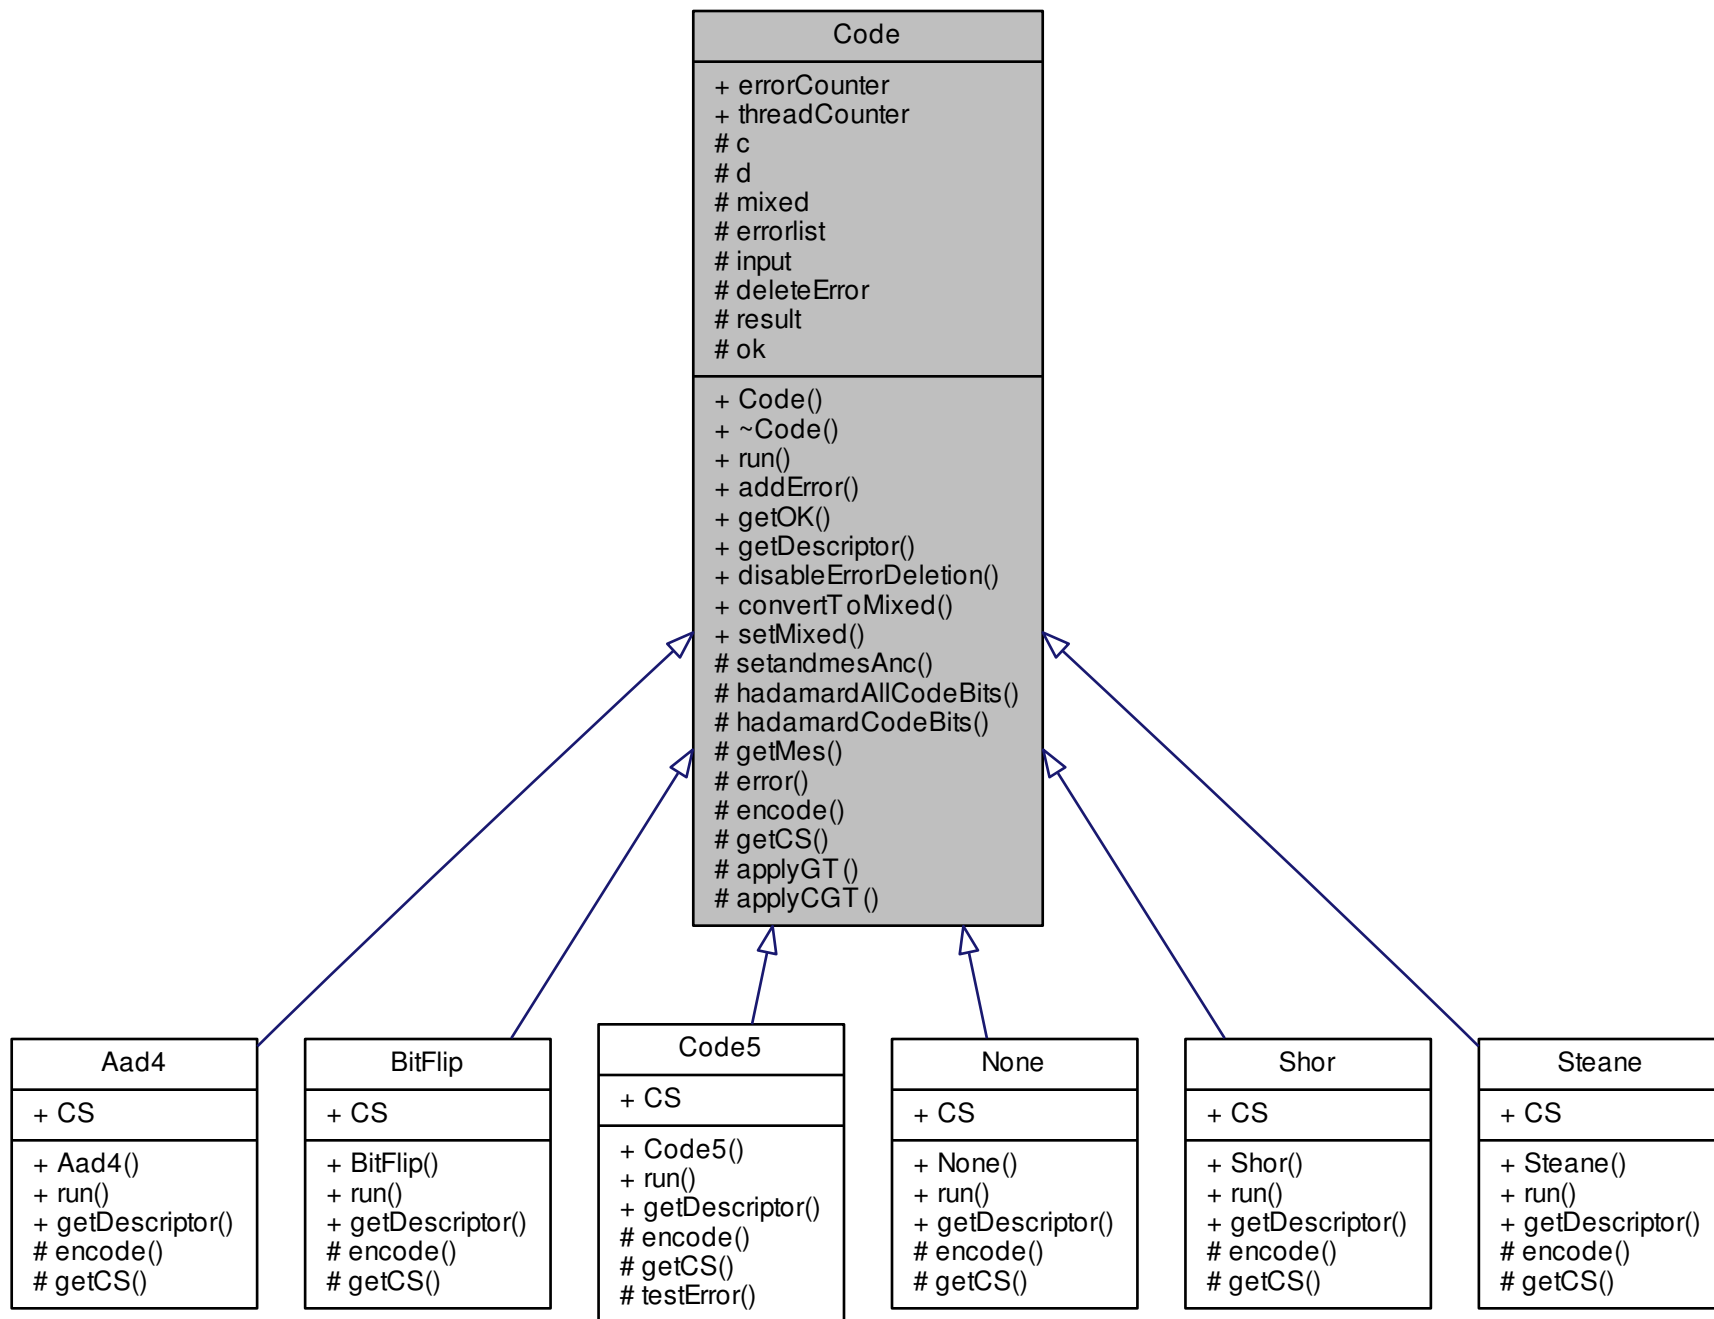 Code
+ errorCounter
+ threadCounter
# c
# d
# mixed
# errorlist
# input
# deleteError
# result
# ok
+ Code()
+ ~Code()
+ run()
+ addError()
+ getOK()
+ getDescriptor()
+ disableErrorDeletion()
+ convertToMixed()
+ setMixed()
# setandmesAnc()
# hadamardAllCodeBits()
# hadamardCodeBits()
# getMes()
# error()
# encode()
# getCS()
# applyGT()
# applyCGT()
Aad4
+ CS
+ Aad4()
+ run()
+ getDescriptor()
# encode()
# getCS()
BitFlip
+ CS
+ BitFlip()
+ run()
+ getDescriptor()
# encode()
# getCS()
Code5
+ CS
+ Code5()
+ run()
+ getDescriptor()
# encode()
# getCS()
# testError()
None
+ CS
+ None()
+ run()
+ getDescriptor()
# encode()
# getCS()
Shor
+ CS
+ Shor()
+ run()
+ getDescriptor()
# encode()
# getCS()
Steane
+ CS
+ Steane()
+ run()
+ getDescriptor()
# encode()
# getCS()